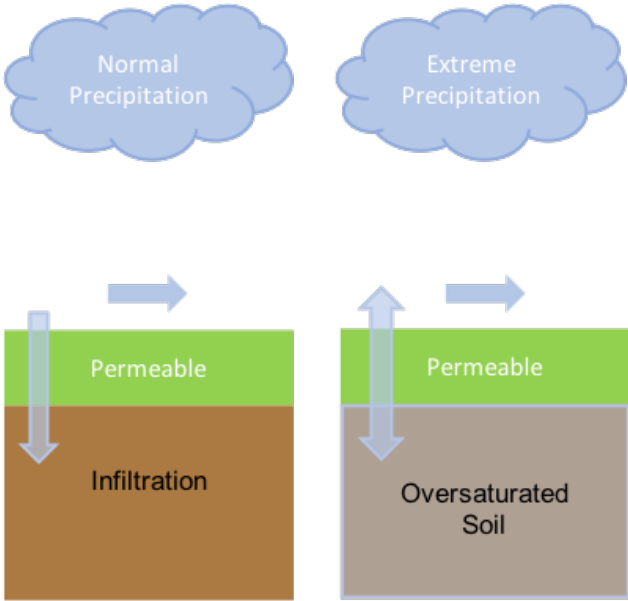 Normal
Precipitation
Extreme
Precipitation
Permeable
Infiltration
Permeable
Oversaturated
Soil